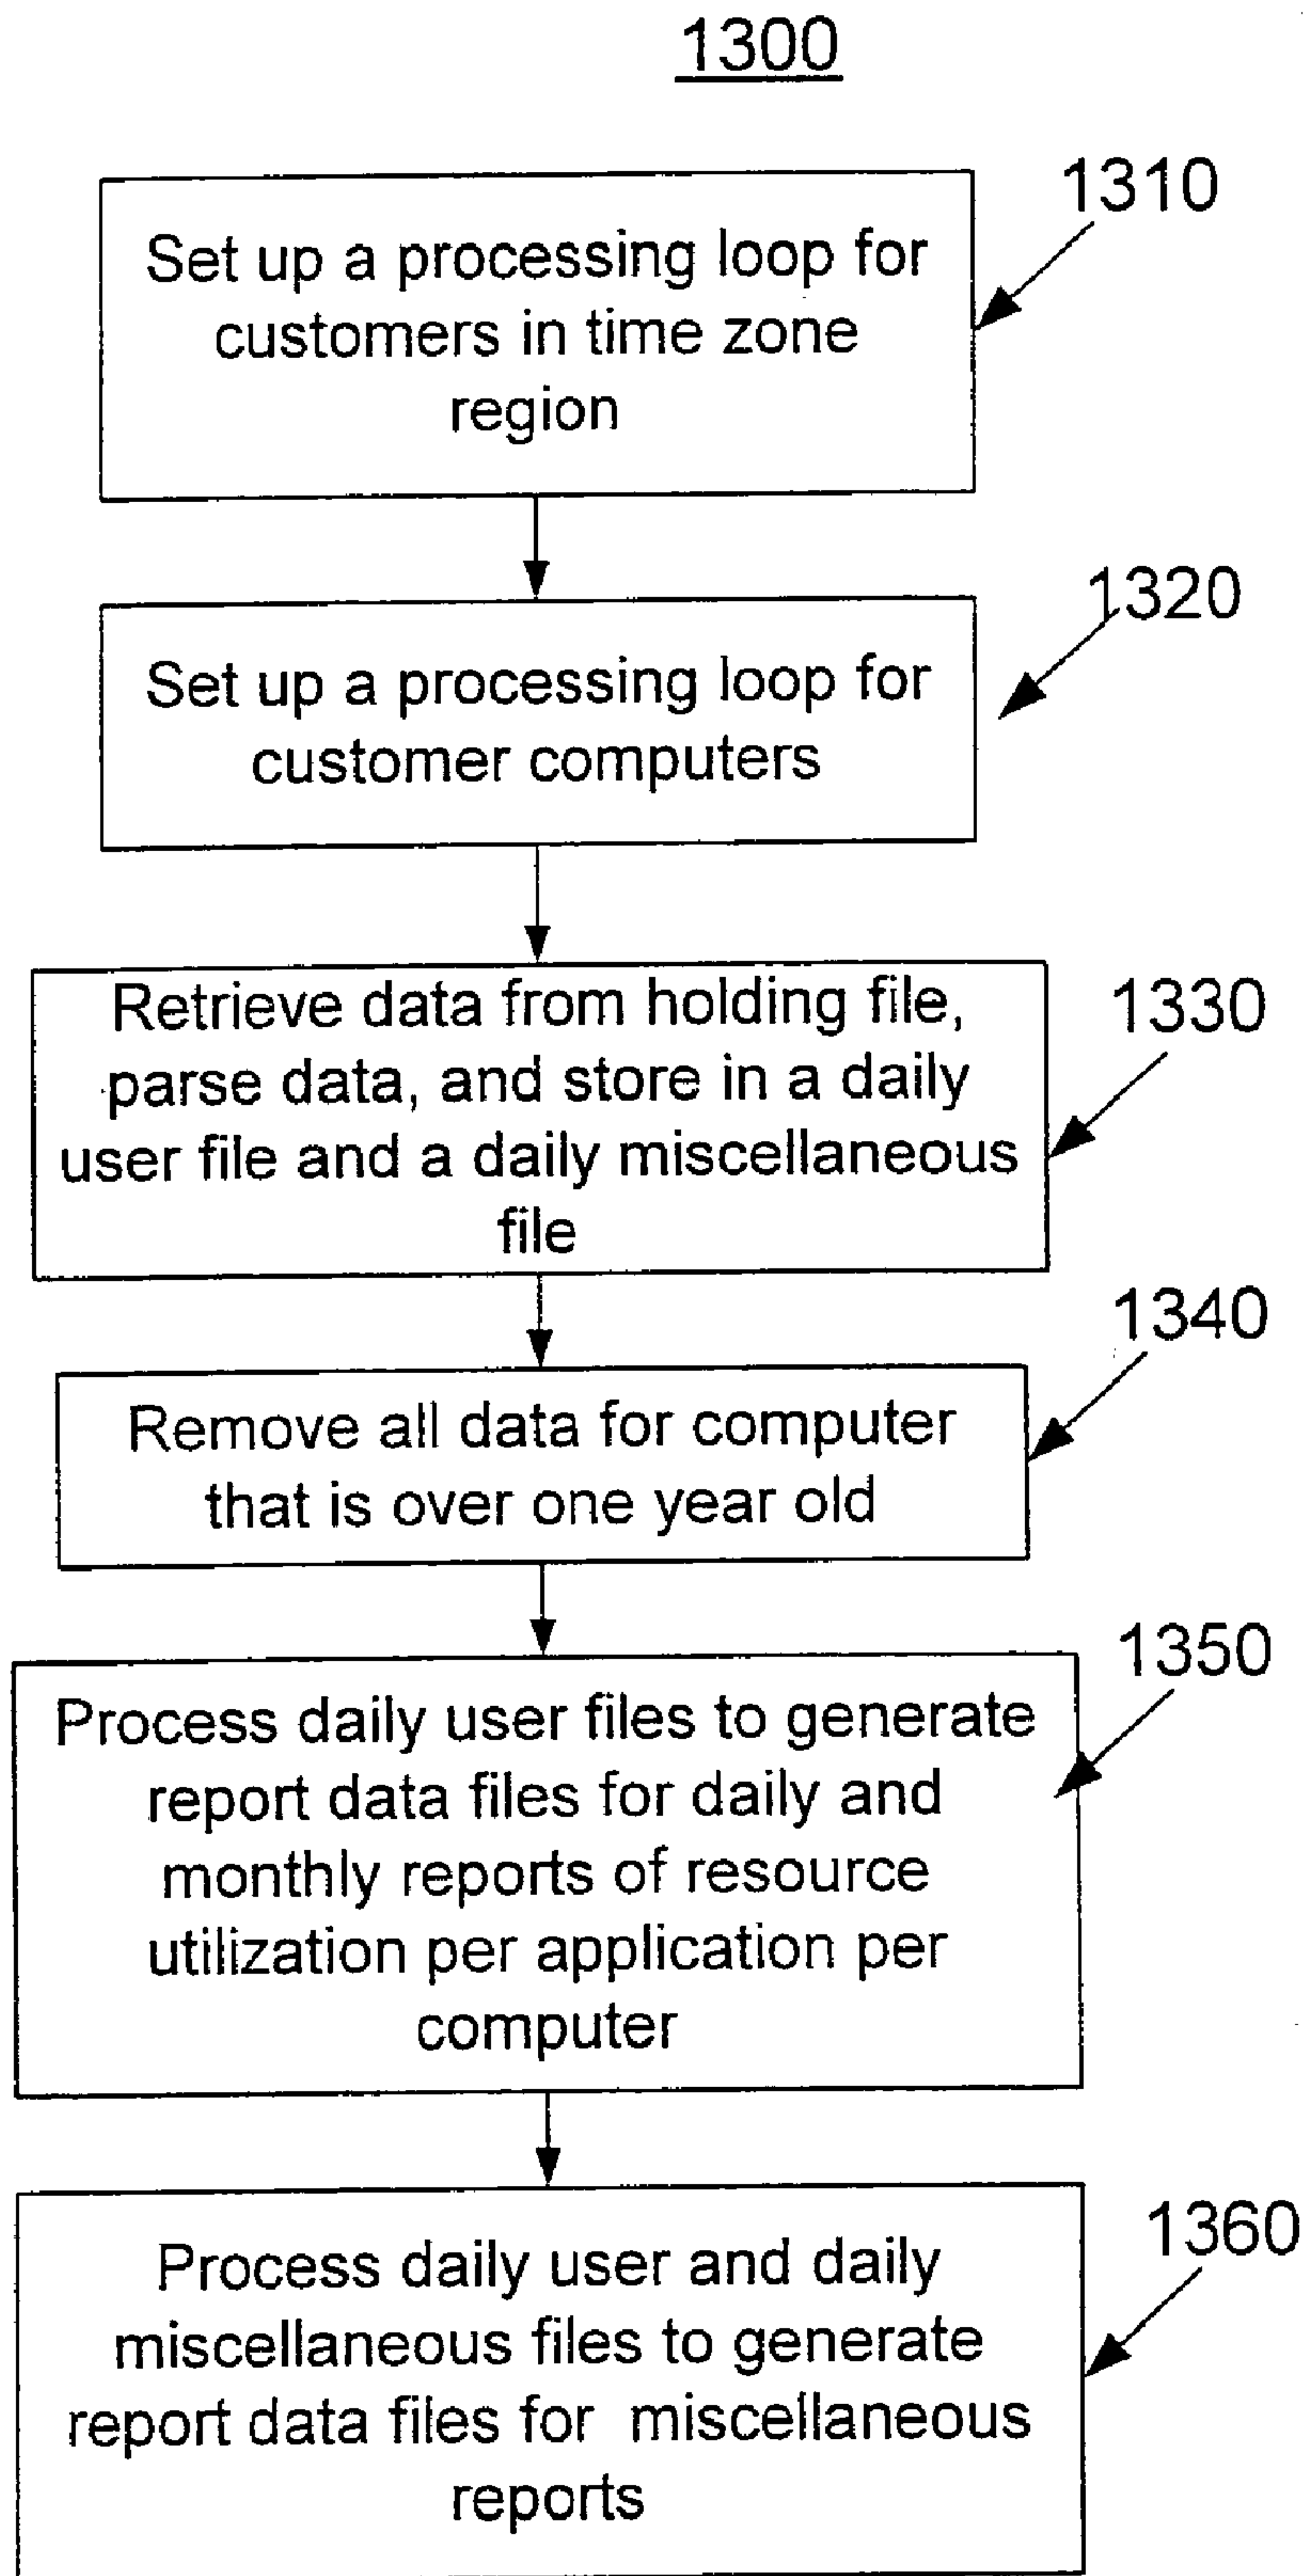 1300
1310
Set up a processing loop for
customers in time zone
region
1320
Set up a processing loop for
customer computers
1330
Retrieve data from holding file,
parse data, and store in a daily
user file and a daily miscellaneous
file
1340
Remove all data for computer
that is over one year old
1350
Process daily user files to generate
report data files for daily and
monthly reports of resource
utilization per application per
computer
1360
Process daily user and daily
miscellaneous files to generate
report data files for miscellaneous
reports